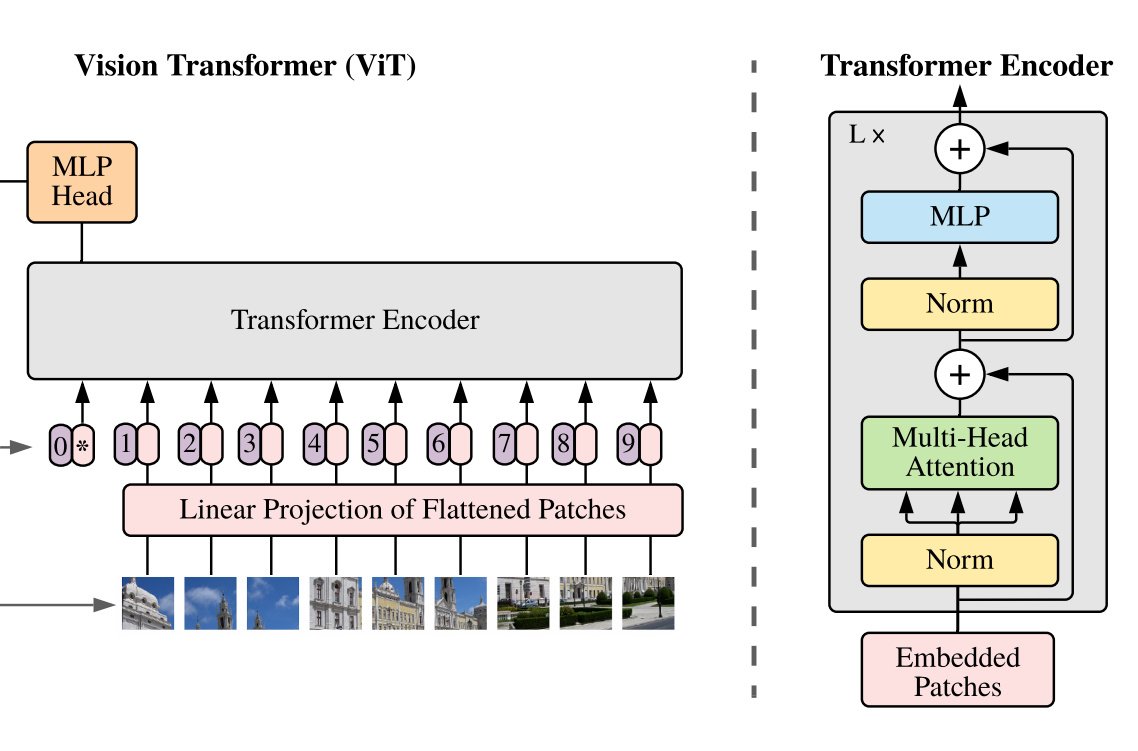 Vision Transformer (ViT)
MLP
Head
Transformer Encoder
0 * 1 2 3 4 5 6 7 8 9
Linear Projection of Flattened Patches
Transformer Encoder
L ×
+
MLP
Norm
+
Multi-Head
Attention
Norm
Embedded
Patches